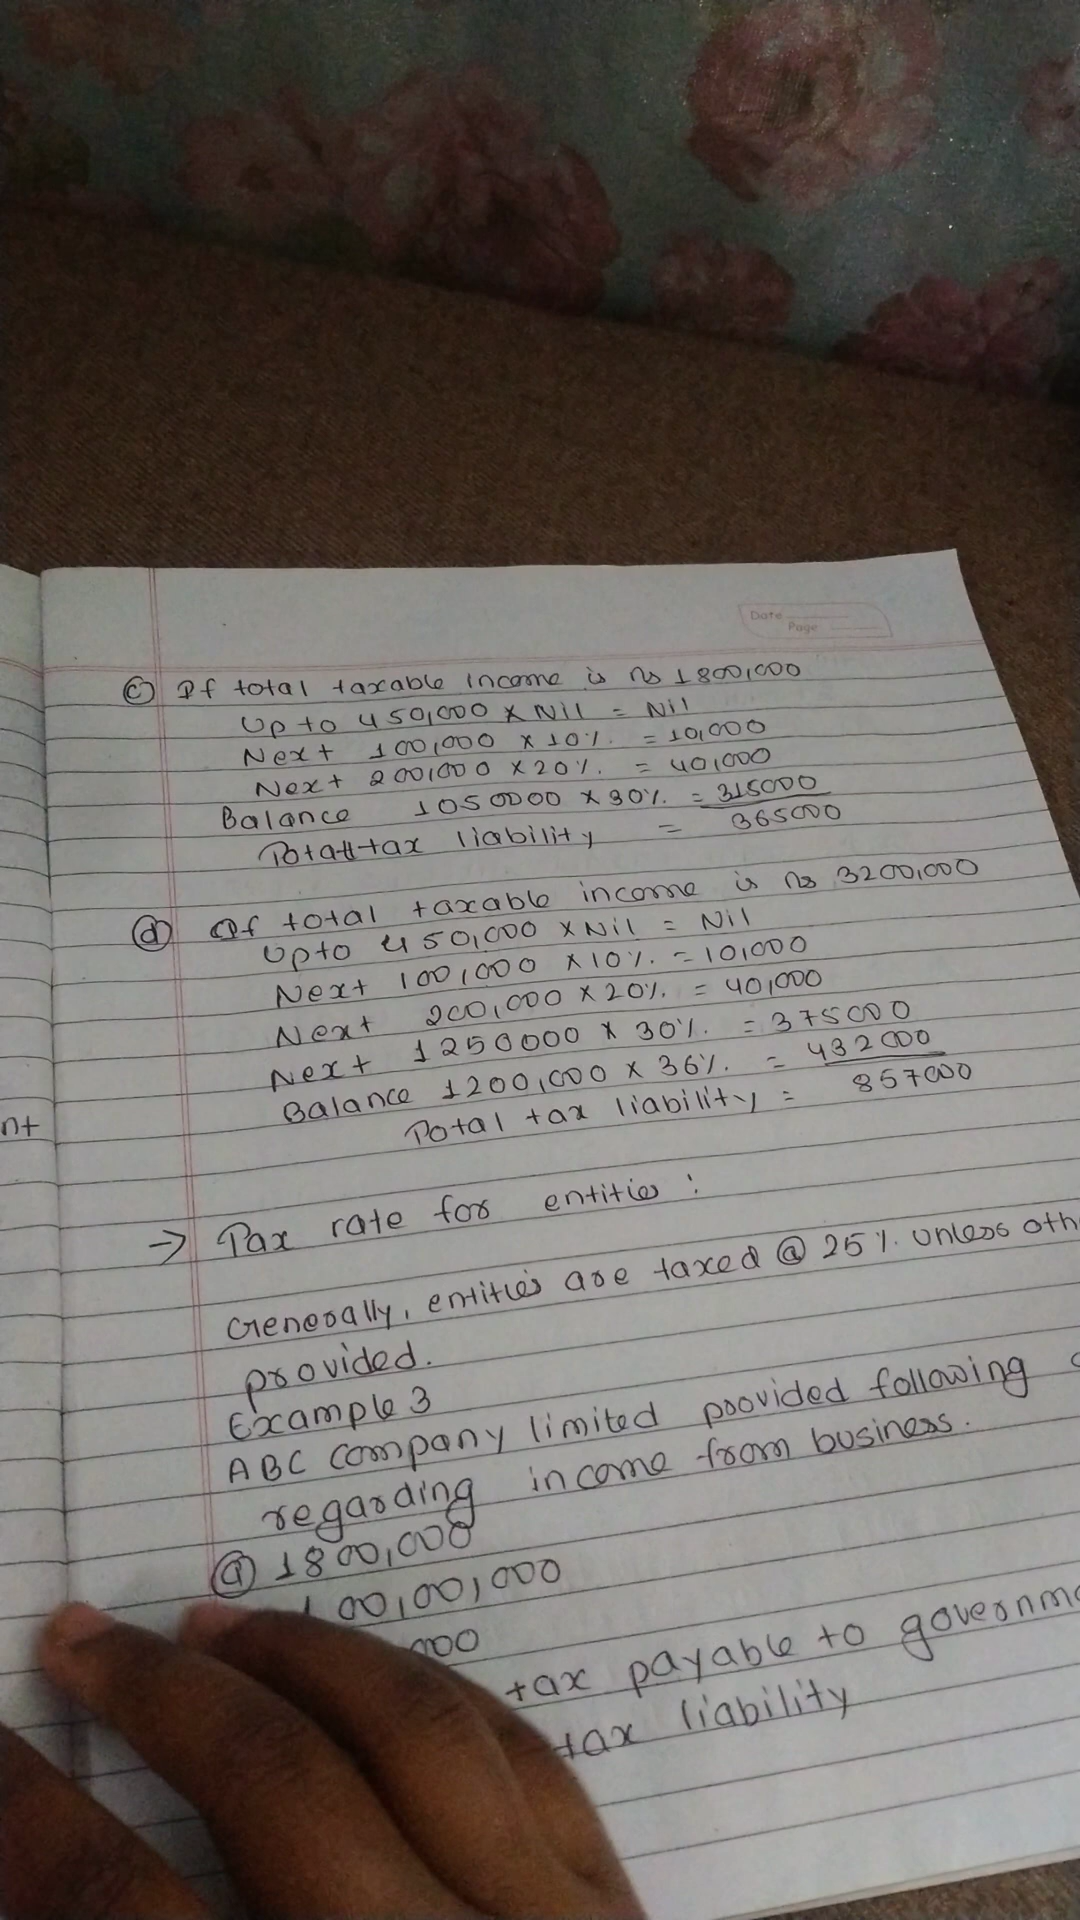 Date
Page
(c) If total taxable income is Rs 1800,000
Up to 450,000 x Nil = Nil
Next 100,000 x 10% = 10,000
Next 200,000 x 20% = 40,000
Balance 1050000 x 30% = 315000
Total tax liability = 365000
(d) If total taxable income is Rs 3200,000
Upto 450,000 x Nil = Nil
Next 100,000 x 10% = 10,000
Next 200,000 x 20% = 40,000
Next 1250000 x 30% = 375000
Balance 1200,000 x 36% = 432000
Total tax liability = 857000
nt
→ Tax rate for entities :
Generally, entities are taxed @ 25% unless oth
provided.
Example 3
ABC company limited provided following
regarding income from business.
(a) 1800,000
00,00,000
000
tax payable to governm
tax liability